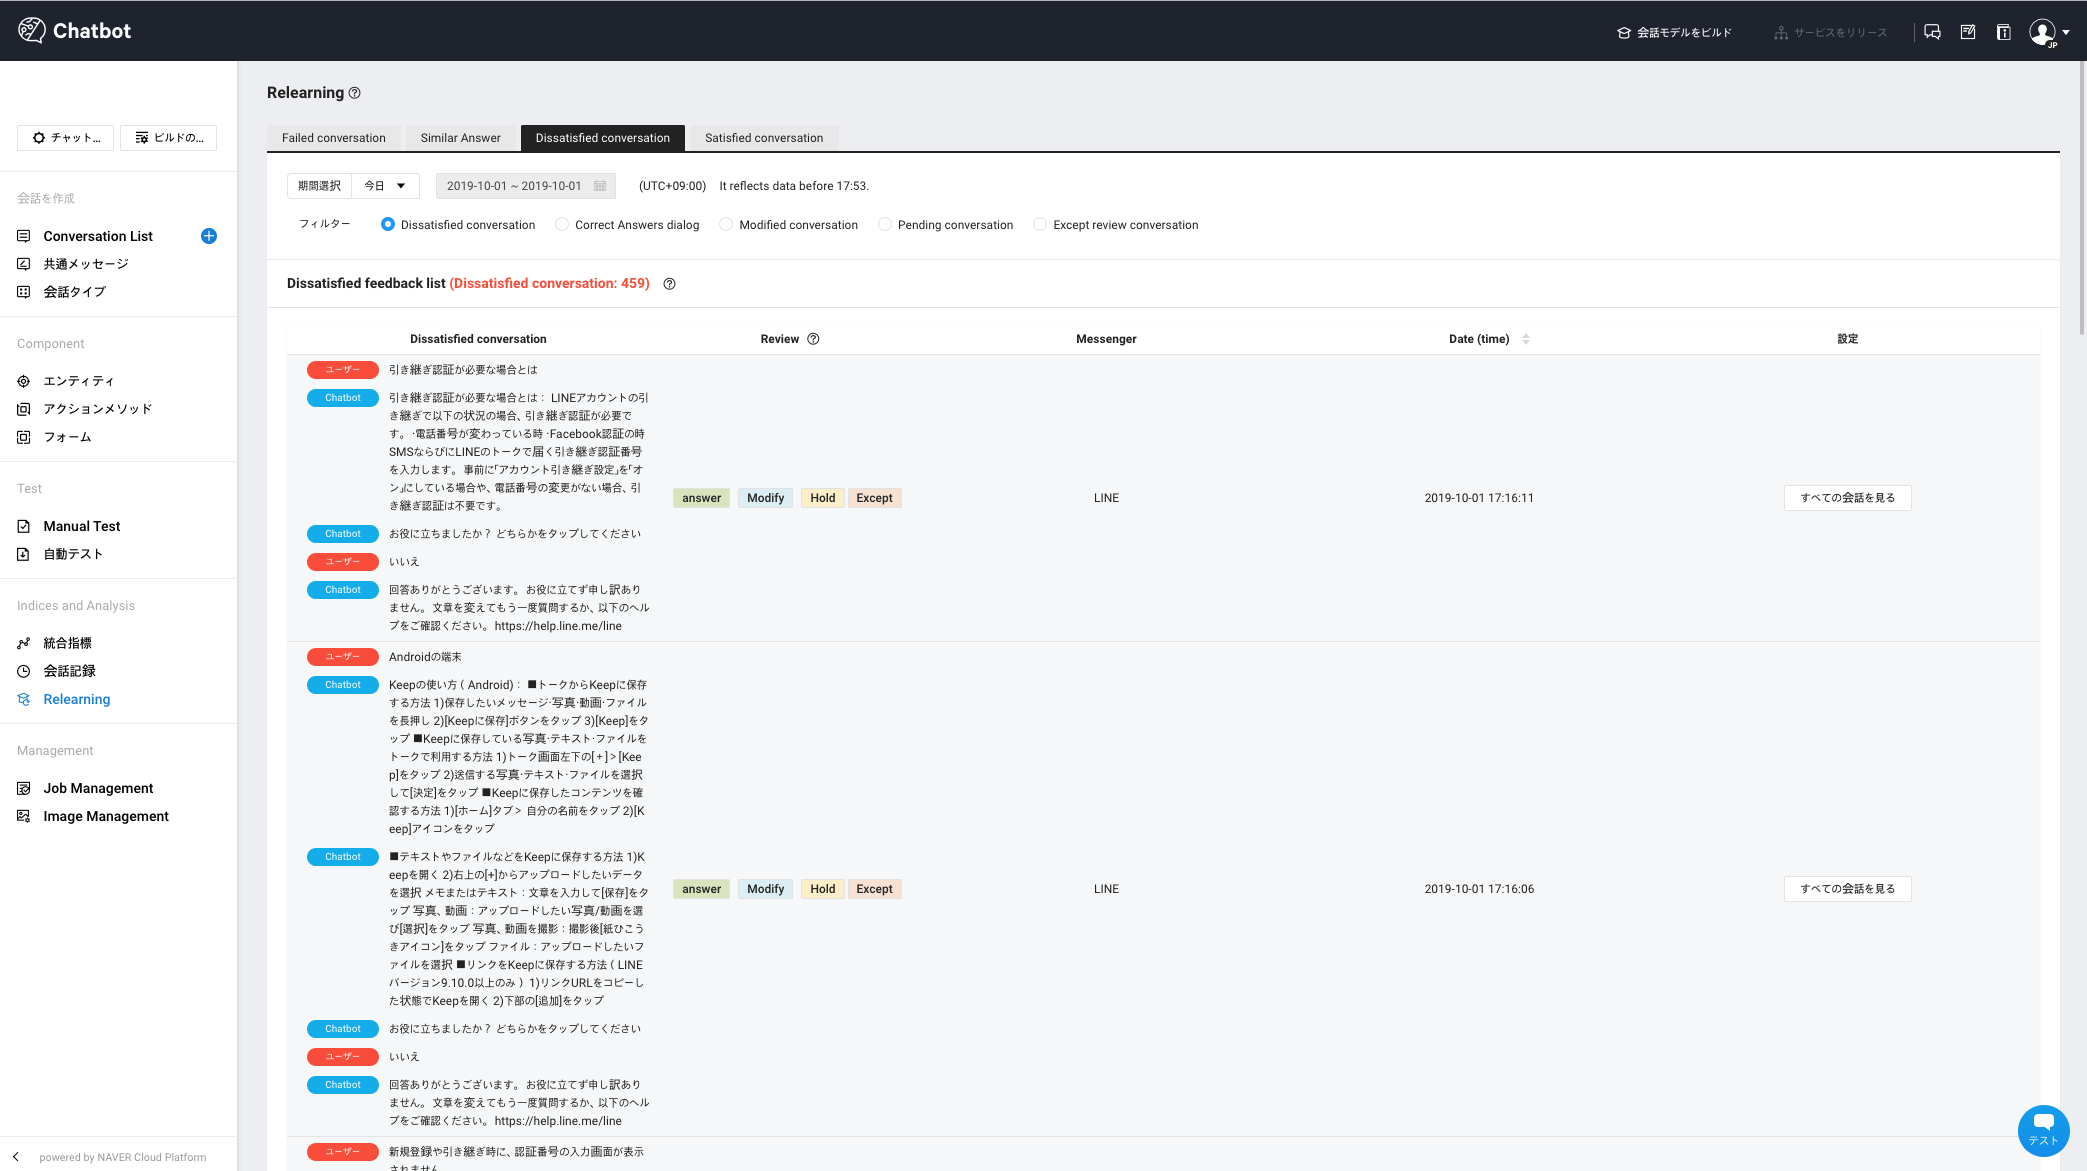 Chatbot
会話モデルをビルド
サービスをリリース
JP
チャット...
ビルドの...
会話を作成
Conversation List
共通メッセージ
会話タイプ
Component
エンティティ
アクションメソッド
フォーム
Test
Manual Test
自動テスト
Indices and Analysis
統合指標
会話記録
Relearning
Management
Job Management
Image Management
powered by NAVER Cloud Platform
Relearning
Failed conversation Similar Answer Dissatisfied conversation Satisfied conversation
期間選択 今日 2019-10-01 ~ 2019-10-01 (UTC+09:00) It reflects data before 17:53.
フィルター Dissatisfied conversation Correct Answers dialog Modified conversation Pending conversation Except review conversation
Dissatisfied feedback list (Dissatisfied conversation: 459)
Dissatisfied conversation Review Messenger Date (time) 設定
ユーザー 引き継ぎ認証が必要な場合とは
Chatbot 引き継ぎ認証が必要な場合とは： LINEアカウントの引
き継ぎで以下の状況の場合、引き継ぎ認証が必要で
す。 ·電話番号が変わっている時 ·Facebook認証の時
SMSならびにLINEのトークで届く引き継ぎ認証番号
を入力します。 事前に「アカウント引き継ぎ設定」を「オ
ン」にしている場合や、電話番号の変更がない場合、引
き継ぎ認証は不要です。
answer Modify Hold Except LINE 2019-10-01 17:16:11 すべての会話を見る
Chatbot お役に立ちましたか？ どちらかをタップしてください
ユーザー いいえ
Chatbot 回答ありがとうございます。 お役に立てず申し訳あり
ません。 文章を変えてもう一度質問するか、以下のヘル
プをご確認ください。 https://help.line.me/line
ユーザー Androidの端末
Chatbot Keepの使い方（Android）： ■トークからKeepに保存
する方法 1)保存したいメッセージ·写真·動画·ファイル
を長押し 2)[Keepに保存]ボタンをタップ 3)[Keep]をタ
ップ ■Keepに保存している写真·テキスト·ファイルを
トークで利用する方法 1)トーク画面左下の[＋]＞[Kee
p]をタップ 2)送信する写真·テキスト·ファイルを選択
して[決定]をタップ ■Keepに保存したコンテンツを確
認する方法 1)[ホーム]タブ＞ 自分の名前をタップ 2)[K
eep]アイコンをタップ
Chatbot ■テキストやファイルなどをKeepに保存する方法 1)K
eepを開く 2)右上の[+]からアップロードしたいデータ
を選択 メモまたはテキスト：文章を入力して[保存]をタ
ップ 写真、動画：アップロードしたい写真/動画を選
び[選択]をタップ 写真、動画を撮影：撮影後[紙ひこう
きアイコン]をタップ ファイル：アップロードしたいフ
ァイルを選択 ■リンクをKeepに保存する方法（LINE
バージョン9.10.0以上のみ） 1)リンクURLをコピーし
た状態でKeepを開く 2)下部の[追加]をタップ
answer Modify Hold Except LINE 2019-10-01 17:16:06 すべての会話を見る
Chatbot お役に立ちましたか？ どちらかをタップしてください
ユーザー いいえ
Chatbot 回答ありがとうございます。 お役に立てず申し訳あり
ません。 文章を変えてもう一度質問するか、以下のヘル
プをご確認ください。 https://help.line.me/line
ユーザー 新規登録や引き継ぎ時に、認証番号の入力画面が表示
されません
テスト